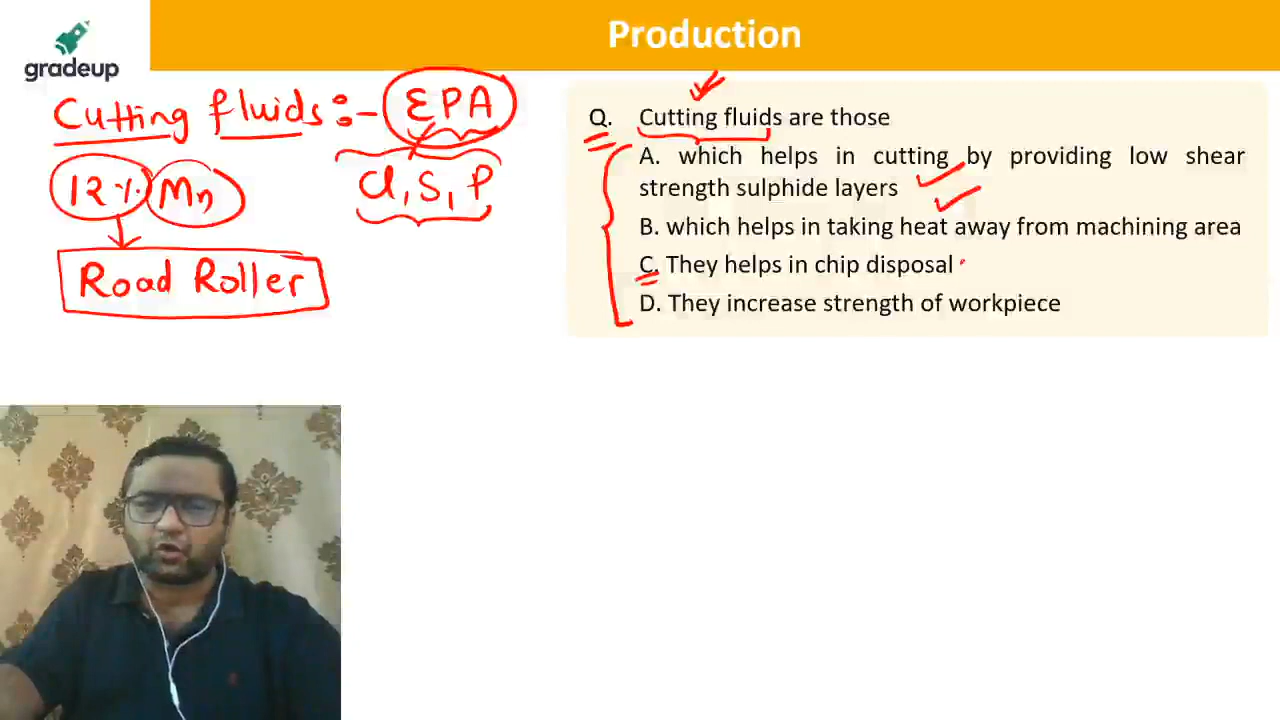 Production
gradeup
Cutting fluids :- EPA
Cl, S, P
12% Mn
Road Roller
Q. Cutting fluids are those
A. which helps in cutting by providing low shear
strength sulphide layers
B. which helps in taking heat away from machining area
C. They helps in chip disposal
D. They increase strength of workpiece